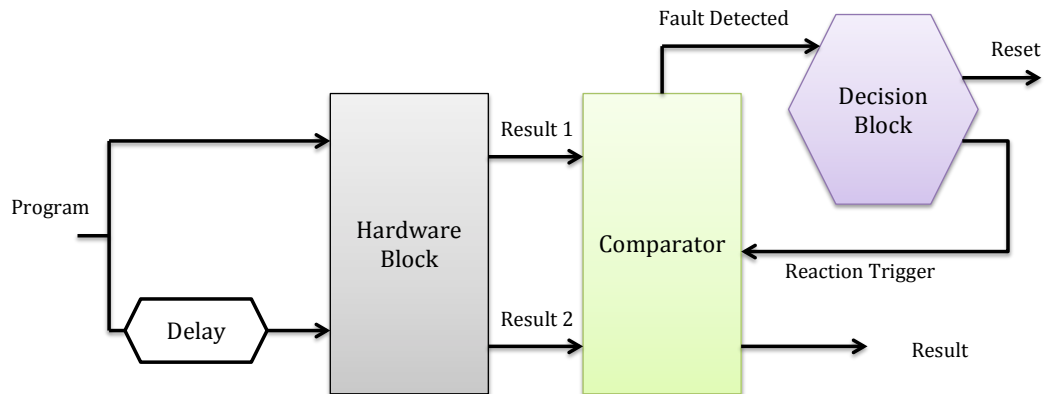 Fault Detected
Reset
Decision
Block
Result 1
Program
Hardware
Block
Comparator
Reaction Trigger
Result 2
Delay
Result